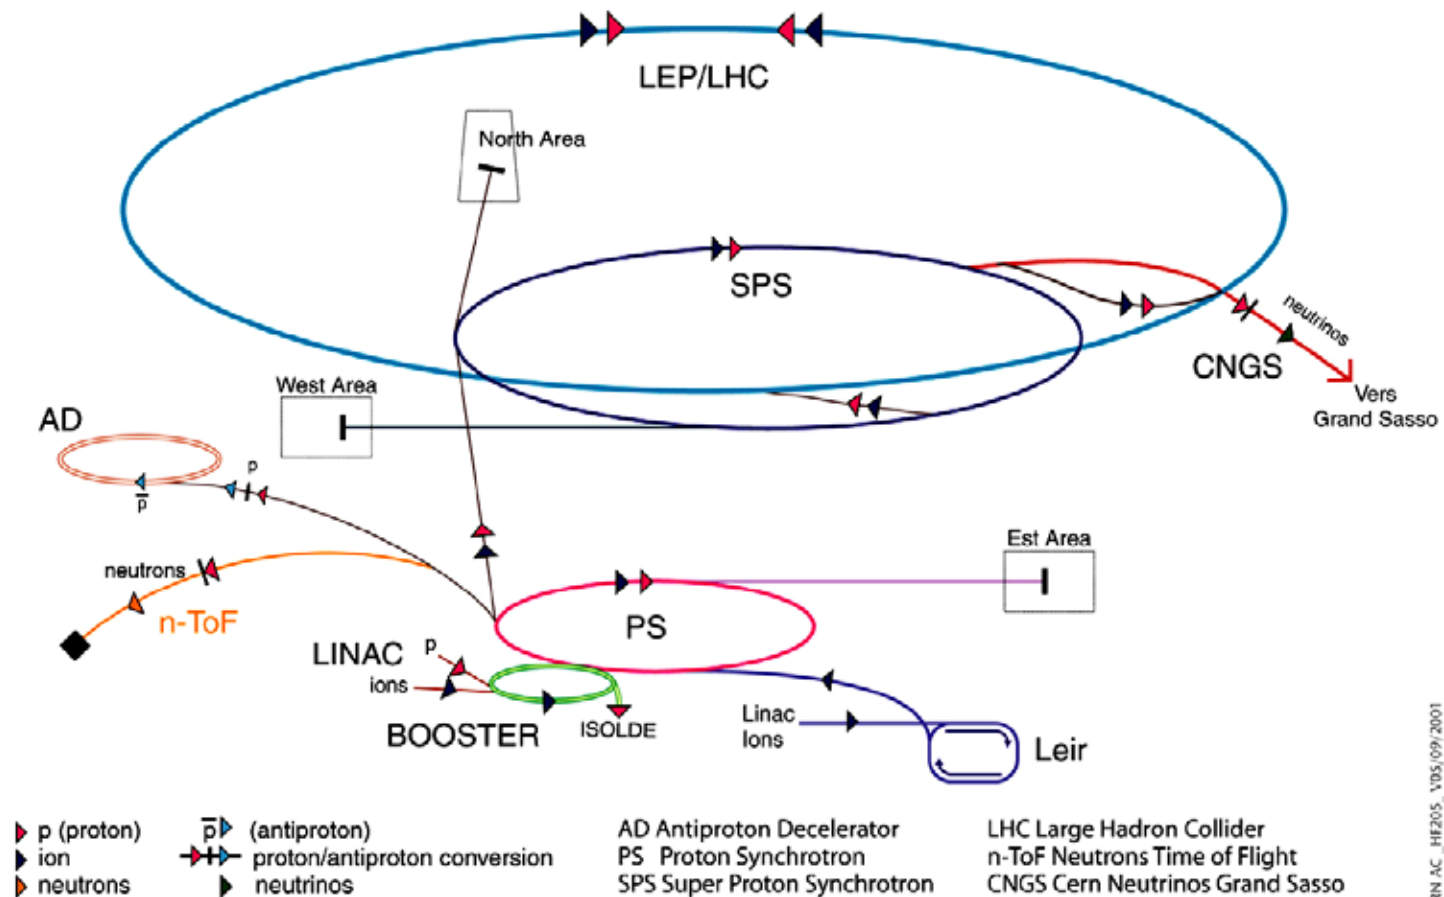 LEP/LHC
North Area
SPS
neutrinos
CNGS
Vers
Grand Sasso
West Area
AD
p
p̅
Est Area
neutrons
n-ToF
PS
LINAC
p
ions
BOOSTER
ISOLDE
Linac
Ions
Leir
p (proton)
ion
neutrons
p̅ (antiproton)
proton/antiproton conversion
neutrinos
AD Antiproton Decelerator
PS Proton Synchrotron
SPS Super Proton Synchrotron
LHC Large Hadron Collider
n-ToF Neutrons Time of Flight
CNGS Cern Neutrinos Grand Sasso
AC_HF205_V05/09/2001